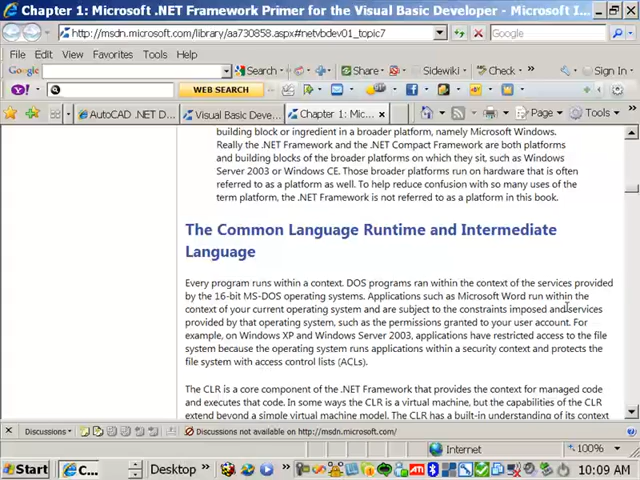 Chapter 1: Microsoft .NET Framework Primer for the Visual Basic Developer - Microsoft I...
http://msdn.microsoft.com/library/aa730858.aspx#netvbdev01_topic7
Google
File Edit View Favorites Tools Help
Google Search Share Sidewiki Check Sign In
Y! WEB SEARCH
AutoCAD .NET D... Visual Basic Deve... Chapter 1: Mic... Page Tools
building block or ingredient in a broader platform, namely Microsoft Windows.
Really the .NET Framework and the .NET Compact Framework are both platforms
and building blocks of the broader platforms on which they sit, such as Windows
Server 2003 or Windows CE. Those broader platforms run on hardware that is often
referred to as a platform as well. To help reduce confusion with so many uses of the
term platform, the .NET Framework is not referred to as a platform in this book.
The Common Language Runtime and Intermediate
Language
Every program runs within a context. DOS programs ran within the context of the services provided
by the 16-bit MS-DOS operating systems. Applications such as Microsoft Word run within the
context of your current operating system and are subject to the constraints imposed and services
provided by that operating system, such as the permissions granted to your user account. For
example, on Windows XP and Windows Server 2003, applications have restricted access to the file
system because the operating system runs applications within a security context and protects the
file system with access control lists (ACLs).
The CLR is a core component of the .NET Framework that provides the context for managed code
and executes that code. In some ways the CLR is a virtual machine, but the capabilities of the CLR
extend beyond a simple virtual machine model. The CLR has a built-in understanding of its context
Discussions Discussions not available on http://msdn.microsoft.com/
Internet 100%
Start C... Desktop 10:09 AM